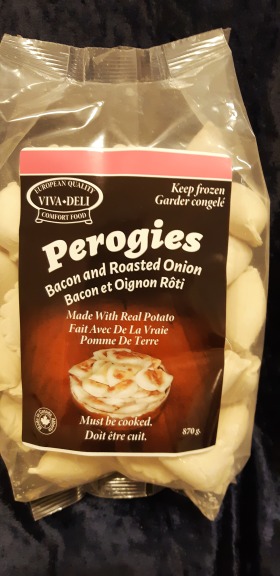 EUROPEAN QUALITY
VIVA•DELI
COMFORT FOOD
Keep frozen
Garder congelé
Perogies
Bacon and Roasted Onion
Bacon et Oignon Rôti
Made With Real Potato
Fait Avec De La Vraie
Pomme De Terre
Must be cooked.
Doit être cuit.
870 g.